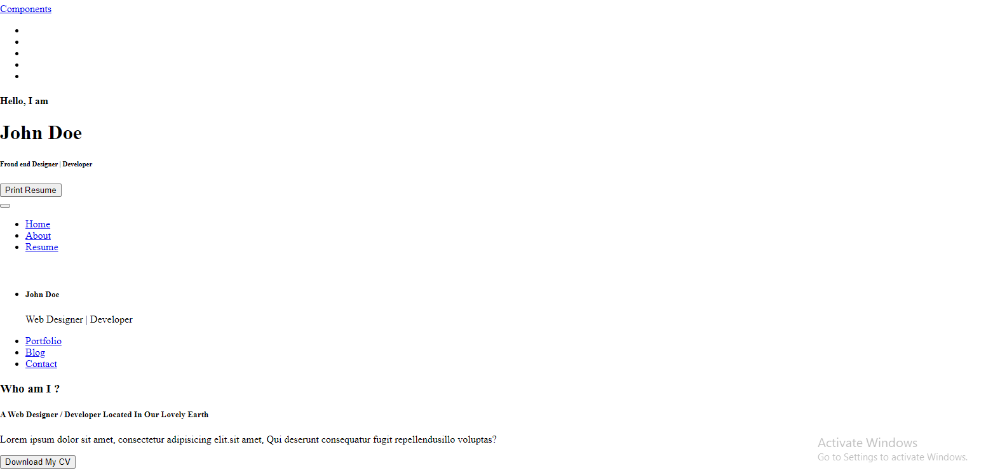 Components
Hello, I am
John Doe
Frond end Designer | Developer
Print Resume
Home
About
Resume
John Doe
Web Designer | Developer
Portfolio
Blog
Contact
Who am I ?
A Web Designer / Developer Located In Our Lovely Earth
Lorem ipsum dolor sit amet, consectetur adipisicing elit.sit amet, Qui deserunt consequatur fugit repellendusillo voluptas?
Download My CV
Activate Windows
Go to Settings to activate Windows.